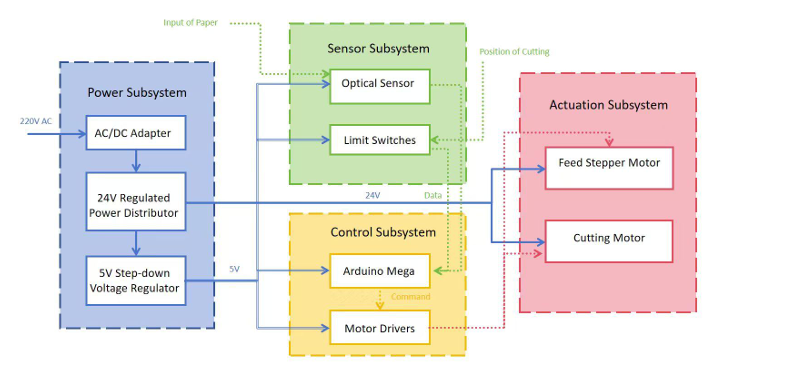 Input of Paper
Sensor Subsystem
Position of Cutting
Optical Sensor
Limit Switches
Power Subsystem
220V AC
AC/DC Adapter
24V Regulated
Power Distributor
5V Step-down
Voltage Regulator
24V
Data
5V
Control Subsystem
Arduino Mega
Command
Motor Drivers
Actuation Subsystem
Feed Stepper Motor
Cutting Motor